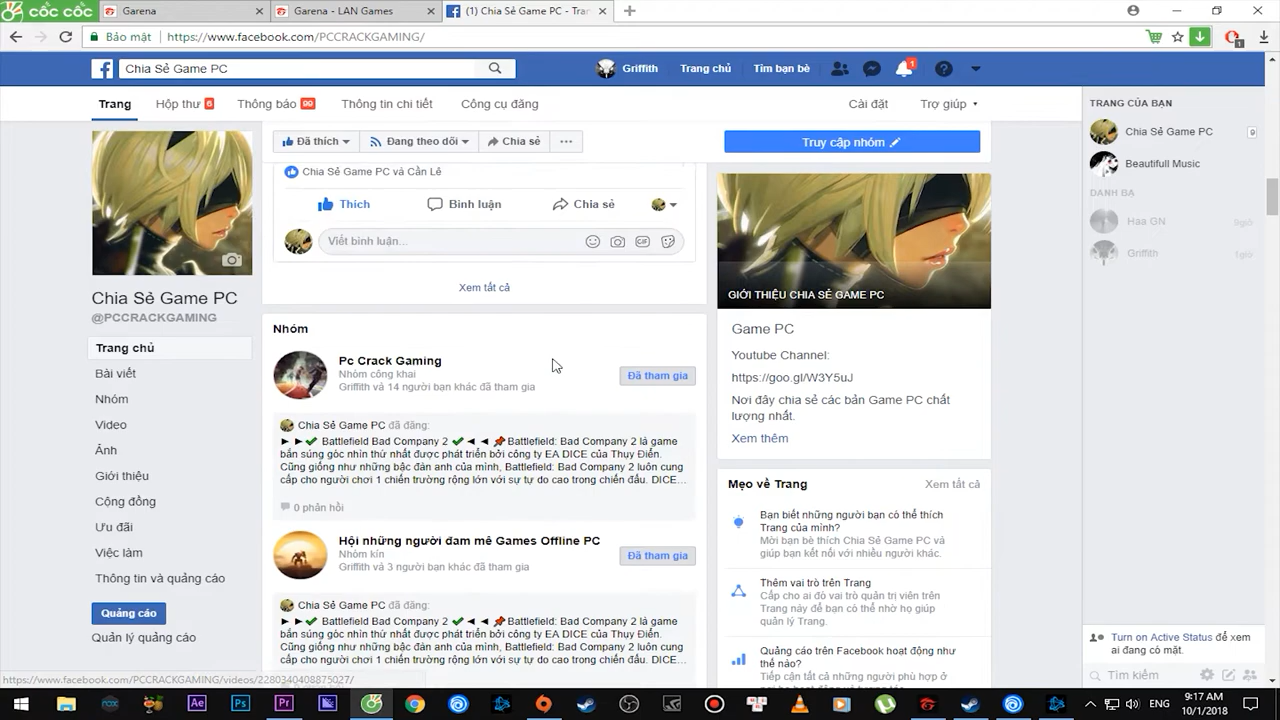 cốc cốc
Garena
Garena - LAN Games
(1) Chia Sẻ Game PC - Tran
Bảo mật
https://www.facebook.com/PCCRACKGAMING/
1
Chia Sẻ Game PC
Griffith
Trang chủ
Tìm bạn bè
1
Trang
Hộp thư 6
Thông báo 99
Thông tin chi tiết
Công cụ đăng
Cài đặt
Trợ giúp
Đã thích
Đang theo dõi
Chia sẻ
Truy cập nhóm
Chia Sẻ Game PC
@PCCRACKGAMING
Trang chủ
Bài viết
Nhóm
Video
Ảnh
Giới thiệu
Cộng đồng
Ưu đãi
Việc làm
Thông tin và quảng cáo
Quảng cáo
Quản lý quảng cáo
Chia Sẻ Game PC và Cần Lê
Thích
Bình luận
Chia sẻ
Viết bình luận...
GIF
Xem tất cả
Nhóm
Pc Crack Gaming
Nhóm công khai
Griffith và 14 người bạn khác đã tham gia
Đã tham gia
Chia Sẻ Game PC đã đăng:
►►✔ Battlefield Bad Company 2 ✔◄◄ 📌Battlefield: Bad Company 2 là game
bắn súng góc nhìn thứ nhất được phát triển bởi công ty EA DICE của Thụy Điển.
Cũng giống như những bậc đàn anh của mình, Battlefield: Bad Company 2 luôn cung
cấp cho người chơi 1 chiến trường rộng lớn với sự tự do cao trong chiến đấu. DICE...
0 phản hồi
Hội những người đam mê Games Offline PC
Nhóm kín
Griffith và 3 người bạn khác đã tham gia
Đã tham gia
Chia Sẻ Game PC đã đăng:
►►✔ Battlefield Bad Company 2 ✔◄◄ 📌Battlefield: Bad Company 2 là game
bắn súng góc nhìn thứ nhất được phát triển bởi công ty EA DICE của Thụy Điển.
Cũng giống như những bậc đàn anh của mình, Battlefield: Bad Company 2 luôn cung
cấp cho người chơi 1 chiến trường rộng lớn với sự tự do cao trong chiến đấu. DICE...
GIỚI THIỆU CHIA SẺ GAME PC
Game PC
Youtube Channel:
https://goo.gl/W3Y5uJ
Nơi đây chia sẻ các bản Game PC chất
lượng nhất.
Xem thêm
Mẹo về Trang
Xem tất cả
Bạn biết những người bạn có thể thích
Trang của mình?
Mời bạn bè thích Chia Sẻ Game PC và
giúp bạn kết nối với nhiều người khác.
Thêm vai trò trên Trang
Cấp cho ai đó vai trò quản trị viên trên
Trang này để bạn có thể nhờ họ giúp
quản lý Trang.
Quảng cáo trên Facebook hoạt động như
thế nào?
Tiếp cận tất cả những người phù hợp ở
TRANG CỦA BẠN
Chia Sẻ Game PC
9
Beautifull Music
DANH BẠ
Haa GN
9giờ
Griffith
1giờ
Turn on Active Status để xem
ai đang có mặt.
Tìm kiếm
https://www.facebook.com/PCCRACKGAMING/videos/2280340408875027/
nox
Ae
Ps
Pr
ENG
9:17 AM
10/1/2018